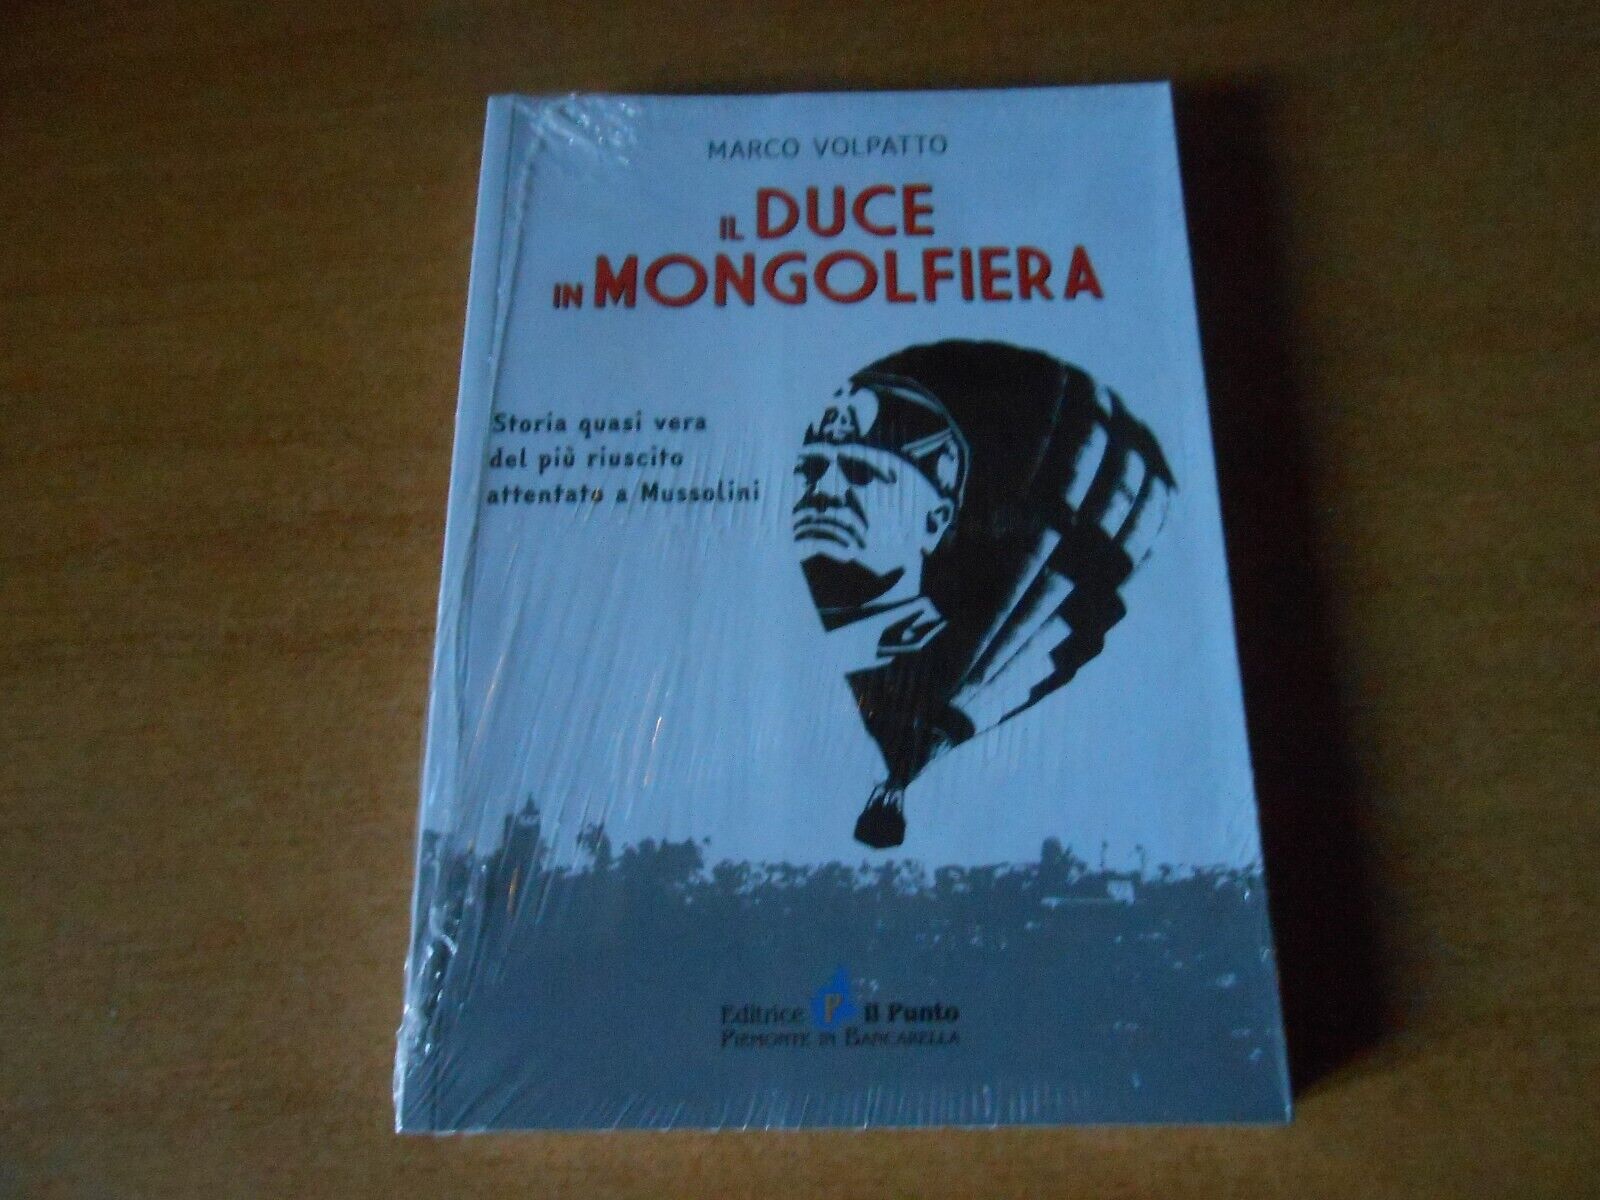 MARCO VOLPATTO
IL DUCE
IN MONGOLFIERA
Storia quasi vera
del più riuscito
attentato a Mussolini
Editrice P Il Punto
PIEMONTE IN BANCARELLA